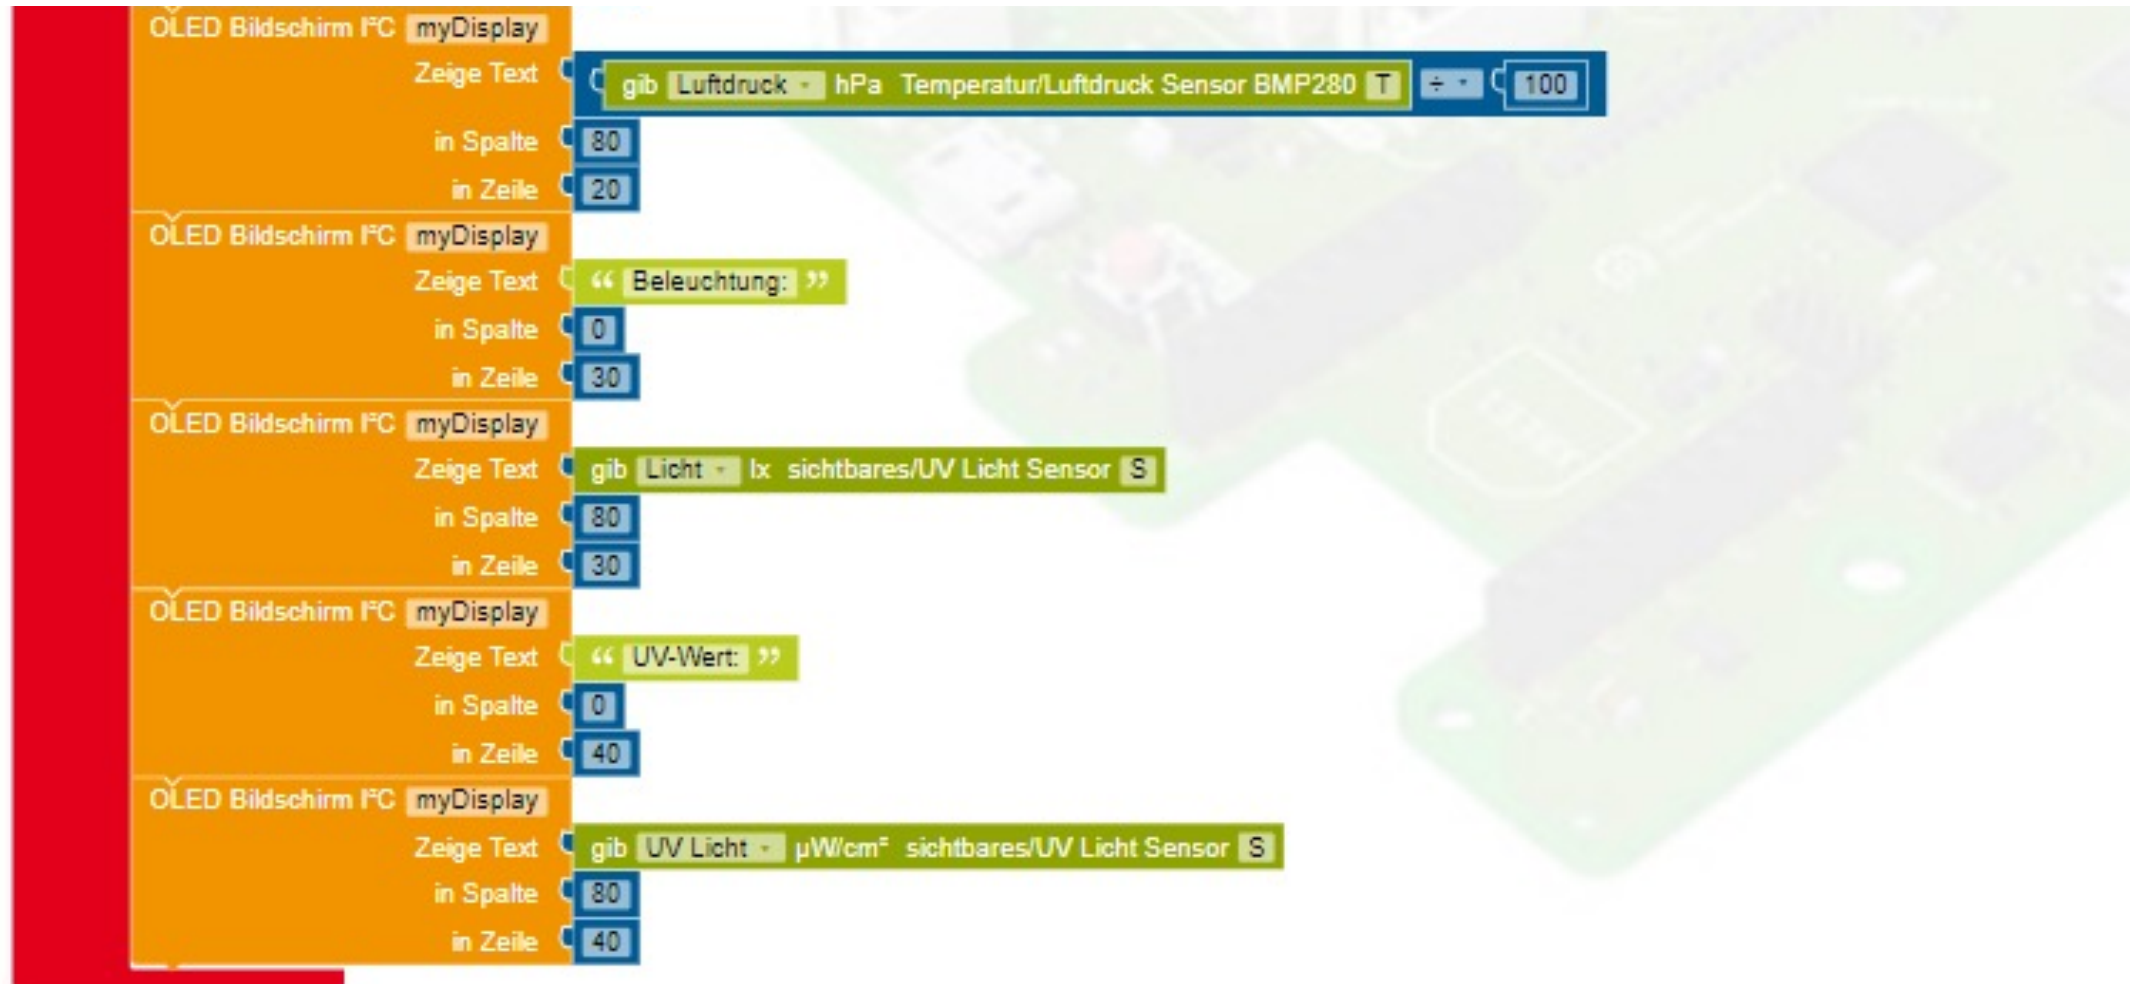 OLED Bildschirm I²C myDisplay
Zeige Text gib Luftdruck hPa Temperatur/Luftdruck Sensor BMP280 T ÷ 100
in Spalte 80
in Zeile 20
OLED Bildschirm I²C myDisplay
Zeige Text “ Beleuchtung: ”
in Spalte 0
in Zeile 30
OLED Bildschirm I²C myDisplay
Zeige Text gib Licht lx sichtbares/UV Licht Sensor S
in Spalte 80
in Zeile 30
OLED Bildschirm I²C myDisplay
Zeige Text “ UV-Wert: ”
in Spalte 0
in Zeile 40
OLED Bildschirm I²C myDisplay
Zeige Text gib UV Licht µW/cm² sichtbares/UV Licht Sensor S
in Spalte 80
in Zeile 40